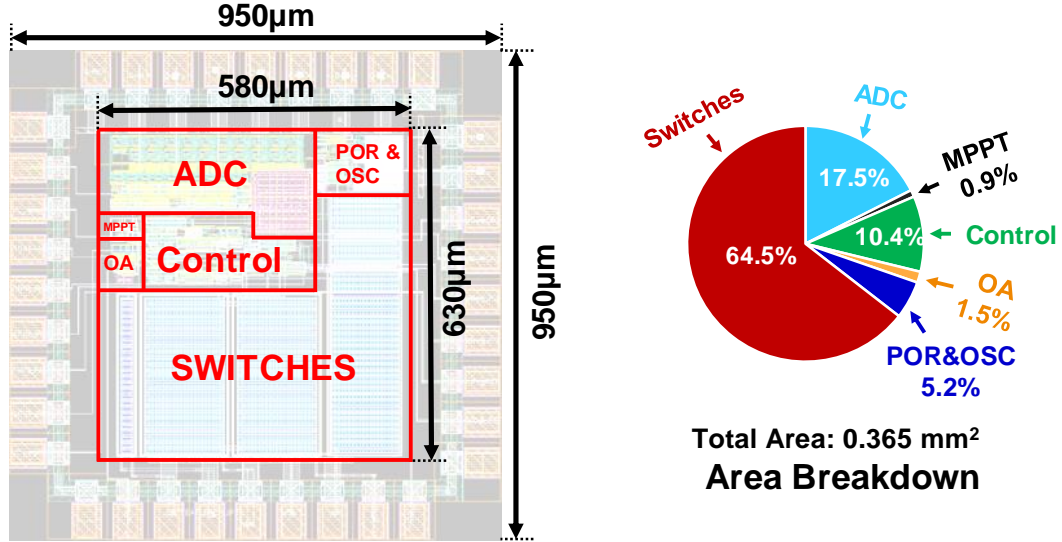 950µm
580µm
ADC
POR &
OSC
MPPT
OA
Control
SWITCHES
630µm
950µm
Switches
ADC
MPPT
0.9%
17.5%
10.4%
Control
64.5%
OA
1.5%
POR&OSC
5.2%
Total Area: 0.365 mm²
Area Breakdown